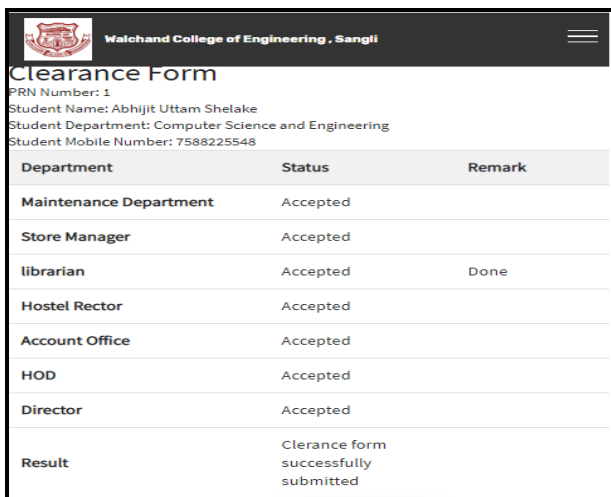 Walchand College of Engineering , Sangli
Clearance Form
PRN Number: 1
Student Name: Abhijit Uttam Shelake
Student Department: Computer Science and Engineering
Student Mobile Number: 7588225548
Department Status Remark
Maintenance Department Accepted
Store Manager Accepted
librarian Accepted Done
Hostel Rector Accepted
Account Office Accepted
HOD Accepted
Director Accepted
Result Clerance form
successfully
submitted